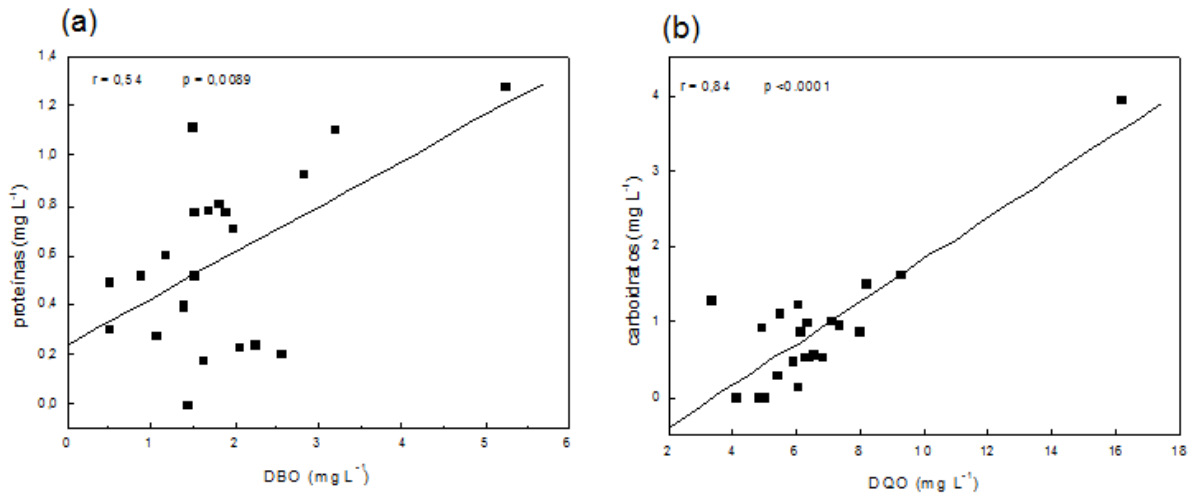 (a)
r = 0,54 p = 0,0089
1,4
1,2
1,0
0,8
0,6
0,4
0,2
0,0
proteínas (mg L⁻¹)
0 1 2 3 4 5 6
DBO (mg L⁻¹)
(b)
r = 0,84 p <0.0001
4
3
2
1
0
carboidratos (mg L⁻¹)
2 4 6 8 10 12 14 16 18
DQO (mg L⁻¹)